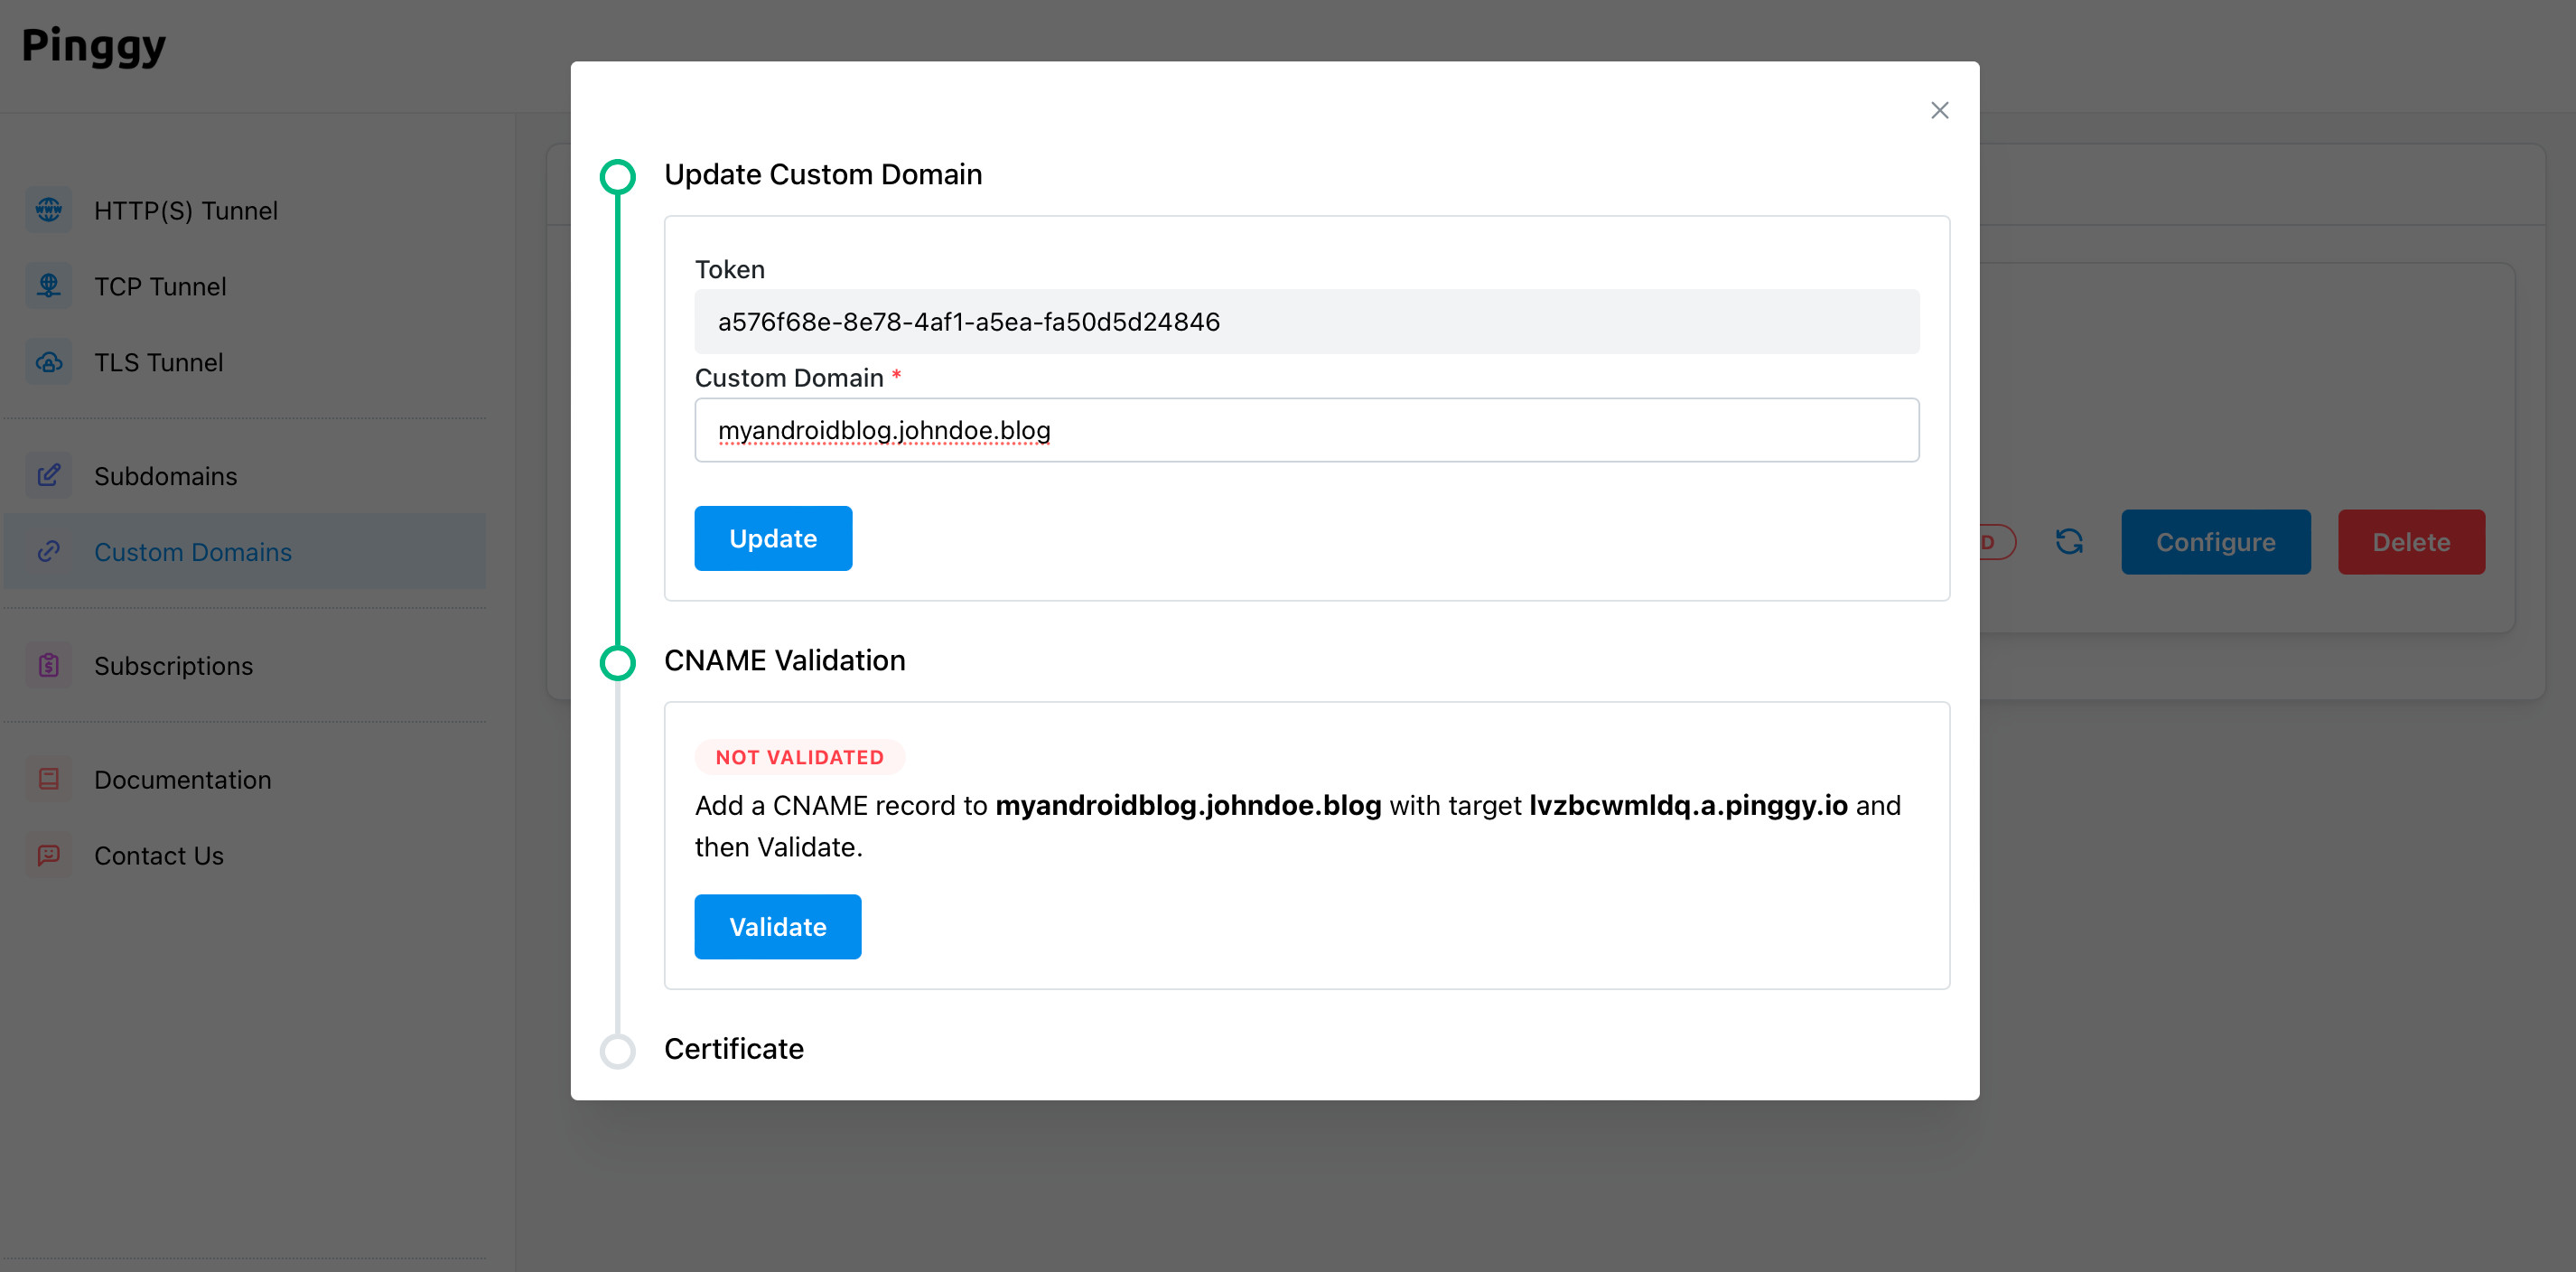 Pinggy
HTTP(S) Tunnel
TCP Tunnel
TLS Tunnel
Subdomains
Custom Domains
Subscriptions
Documentation
Contact Us
Update Custom Domain
Token
a576f68e-8e78-4af1-a5ea-fa50d5d24846
Custom Domain *
myandroidblog.johndoe.blog
Update
CNAME Validation
NOT VALIDATED
Add a CNAME record to myandroidblog.johndoe.blog with target lvzbcwmldq.a.pinggy.io and
then Validate.
Validate
Certificate
D
Configure
Delete